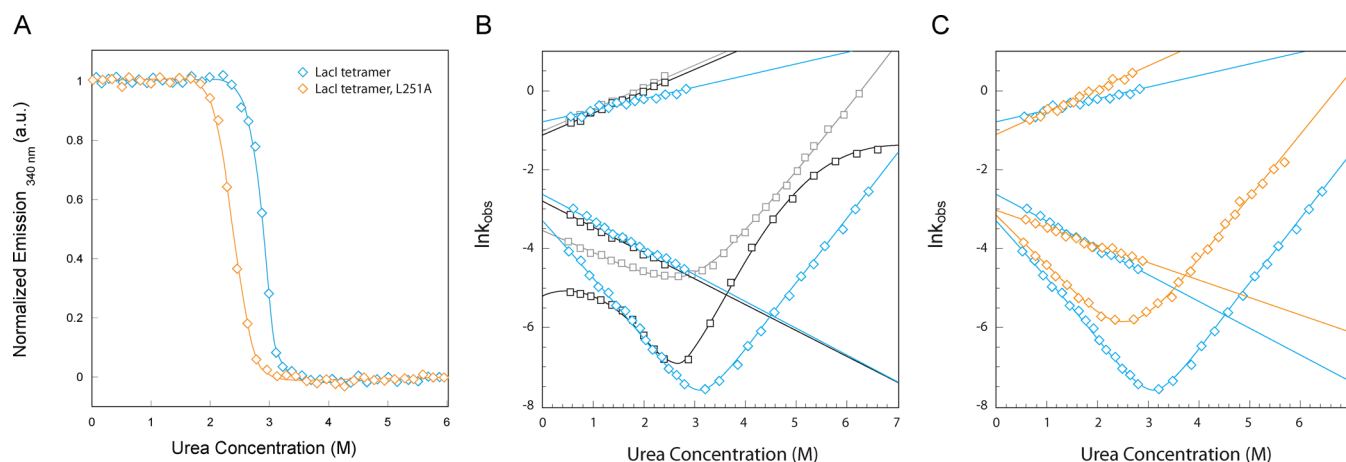 A
Normalized Emission 340 nm (a.u.)
1
0.8
0.6
0.4
0.2
0
0 1 2 3 4 5 6
Urea Concentration (M)
LacI tetramer
LacI tetramer, L251A
B
lnkobs
0
-2
-4
-6
-8
0 1 2 3 4 5 6 7
Urea Concentration (M)
C
lnkobs
0
-2
-4
-6
-8
0 1 2 3 4 5 6
Urea Concentration (M)